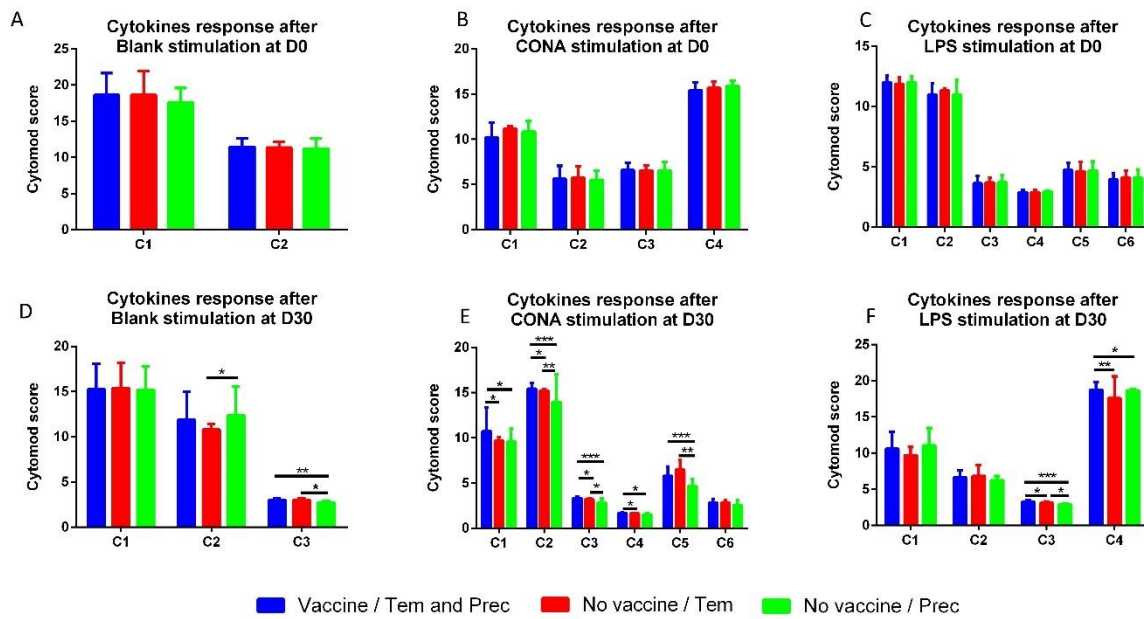 A
Cytokines response after
Blank stimulation at D0
Cytomod score
25
20
15
10
5
0
C1 C2
B
Cytokines response after
CONA stimulation at D0
Cytomod score
20
15
10
5
0
C1 C2 C3 C4
C
Cytokines response after
LPS stimulation at D0
Cytomod score
15
10
5
0
C1 C2 C3 C4 C5 C6
D
Cytokines response after
Blank stimulation at D30
Cytomod score
20
15
10
5
0
*
**
*
C1 C2 C3
E
Cytokines response after
CONA stimulation at D30
Cytomod score
20
15
10
5
0
*
*
***
*
**
***
*
*
*
*
***
**
C1 C2 C3 C4 C5 C6
F
Cytokines response after
LPS stimulation at D30
Cytomod score
25
20
15
10
5
0
***
*
*
*
**
C1 C2 C3 C4
Vaccine / Tem and Prec No vaccine / Tem No vaccine / Prec